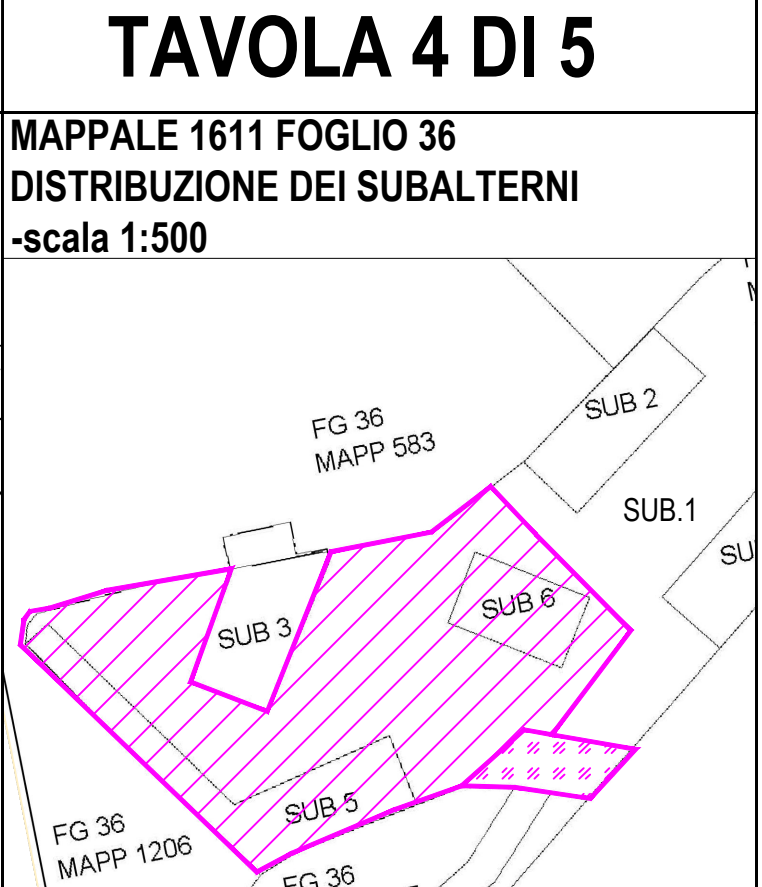 TAVOLA 4 DI 5
MAPPALE 1611 FOGLIO 36
DISTRIBUZIONE DEI SUBALTERNI
-scala 1:500
SUB 2
FG 36
MAPP 583
SUB.1
SU
SUB 6
SUB 3
SUB 5
FG 36
MAPP 1206
FG 36